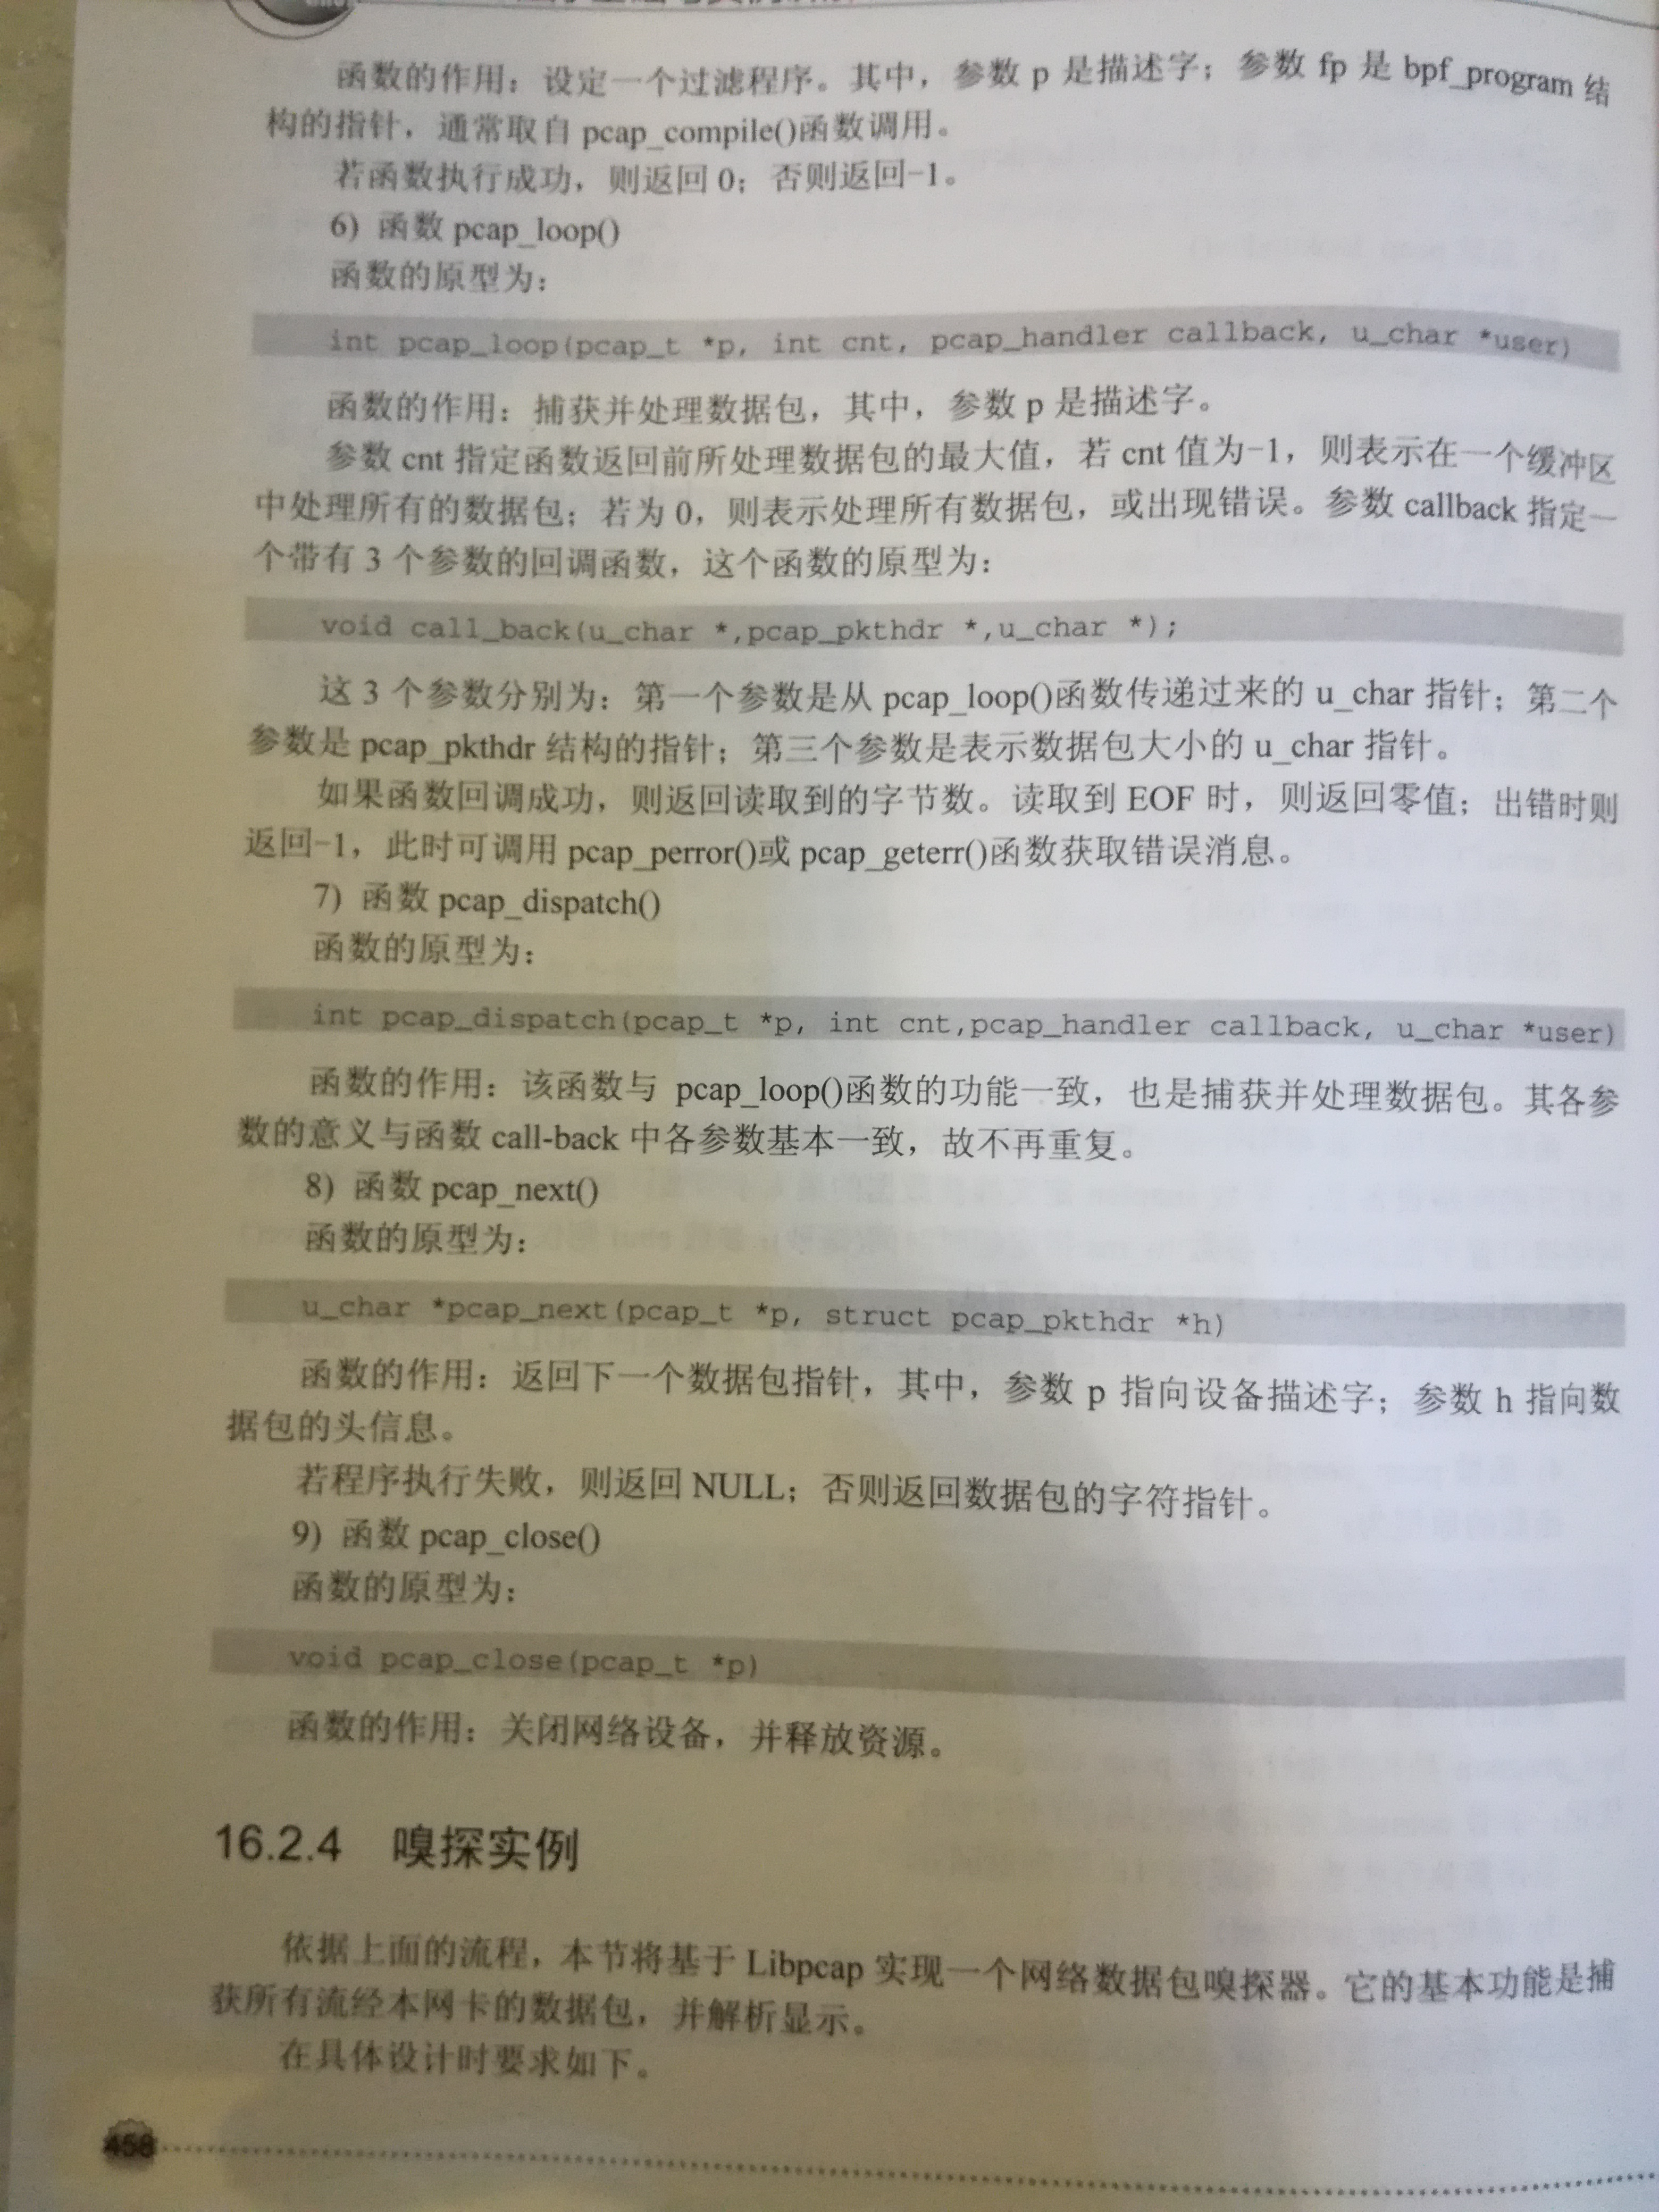 函数的作用：设定一个过滤程序。其中，参数 p 是描述字；参数 fp 是 bpf_program 结
构的指针，通常取自 pcap_compile()函数调用。
若函数执行成功，则返回 0；否则返回-1。
6) 函数 pcap_loop()
函数的原型为：
int pcap_loop(pcap_t *p, int cnt, pcap_handler callback, u_char *user)
函数的作用：捕获并处理数据包，其中，参数 p 是描述字。
参数 cnt 指定函数返回前所处理数据包的最大值，若 cnt 值为-1，则表示在一个缓冲区
中处理所有的数据包；若为 0，则表示处理所有数据包，或出现错误。参数 callback 指定一
个带有 3 个参数的回调函数，这个函数的原型为：
void call_back(u_char *,pcap_pkthdr *,u_char *);
这 3 个参数分别为：第一个参数是从 pcap_loop()函数传递过来的 u_char 指针；第二个
参数是 pcap_pkthdr 结构的指针；第三个参数是表示数据包大小的 u_char 指针。
如果函数回调成功，则返回读取到的字节数。读取到 EOF 时，则返回零值；出错时则
返回-1，此时可调用 pcap_perror()或 pcap_geterr()函数获取错误消息。
7) 函数 pcap_dispatch()
函数的原型为：
int pcap_dispatch(pcap_t *p, int cnt,pcap_handler callback, u_char *user)
函数的作用：该函数与 pcap_loop()函数的功能一致，也是捕获并处理数据包。其各参
数的意义与函数 call-back 中各参数基本一致，故不再重复。
8) 函数 pcap_next()
函数的原型为：
u_char *pcap_next(pcap_t *p, struct pcap_pkthdr *h)
函数的作用：返回下一个数据包指针，其中，参数 p 指向设备描述字；参数 h 指向数
据包的头信息。
若程序执行失败，则返回 NULL；否则返回数据包的字符指针。
9) 函数 pcap_close()
函数的原型为：
void pcap_close(pcap_t *p)
函数的作用：关闭网络设备，并释放资源。
16.2.4 嗅探实例
依据上面的流程，本节将基于 Libpcap 实现一个网络数据包嗅探器。它的基本功能是捕
获所有流经本网卡的数据包，并解析显示。
在具体设计时要求如下。
458